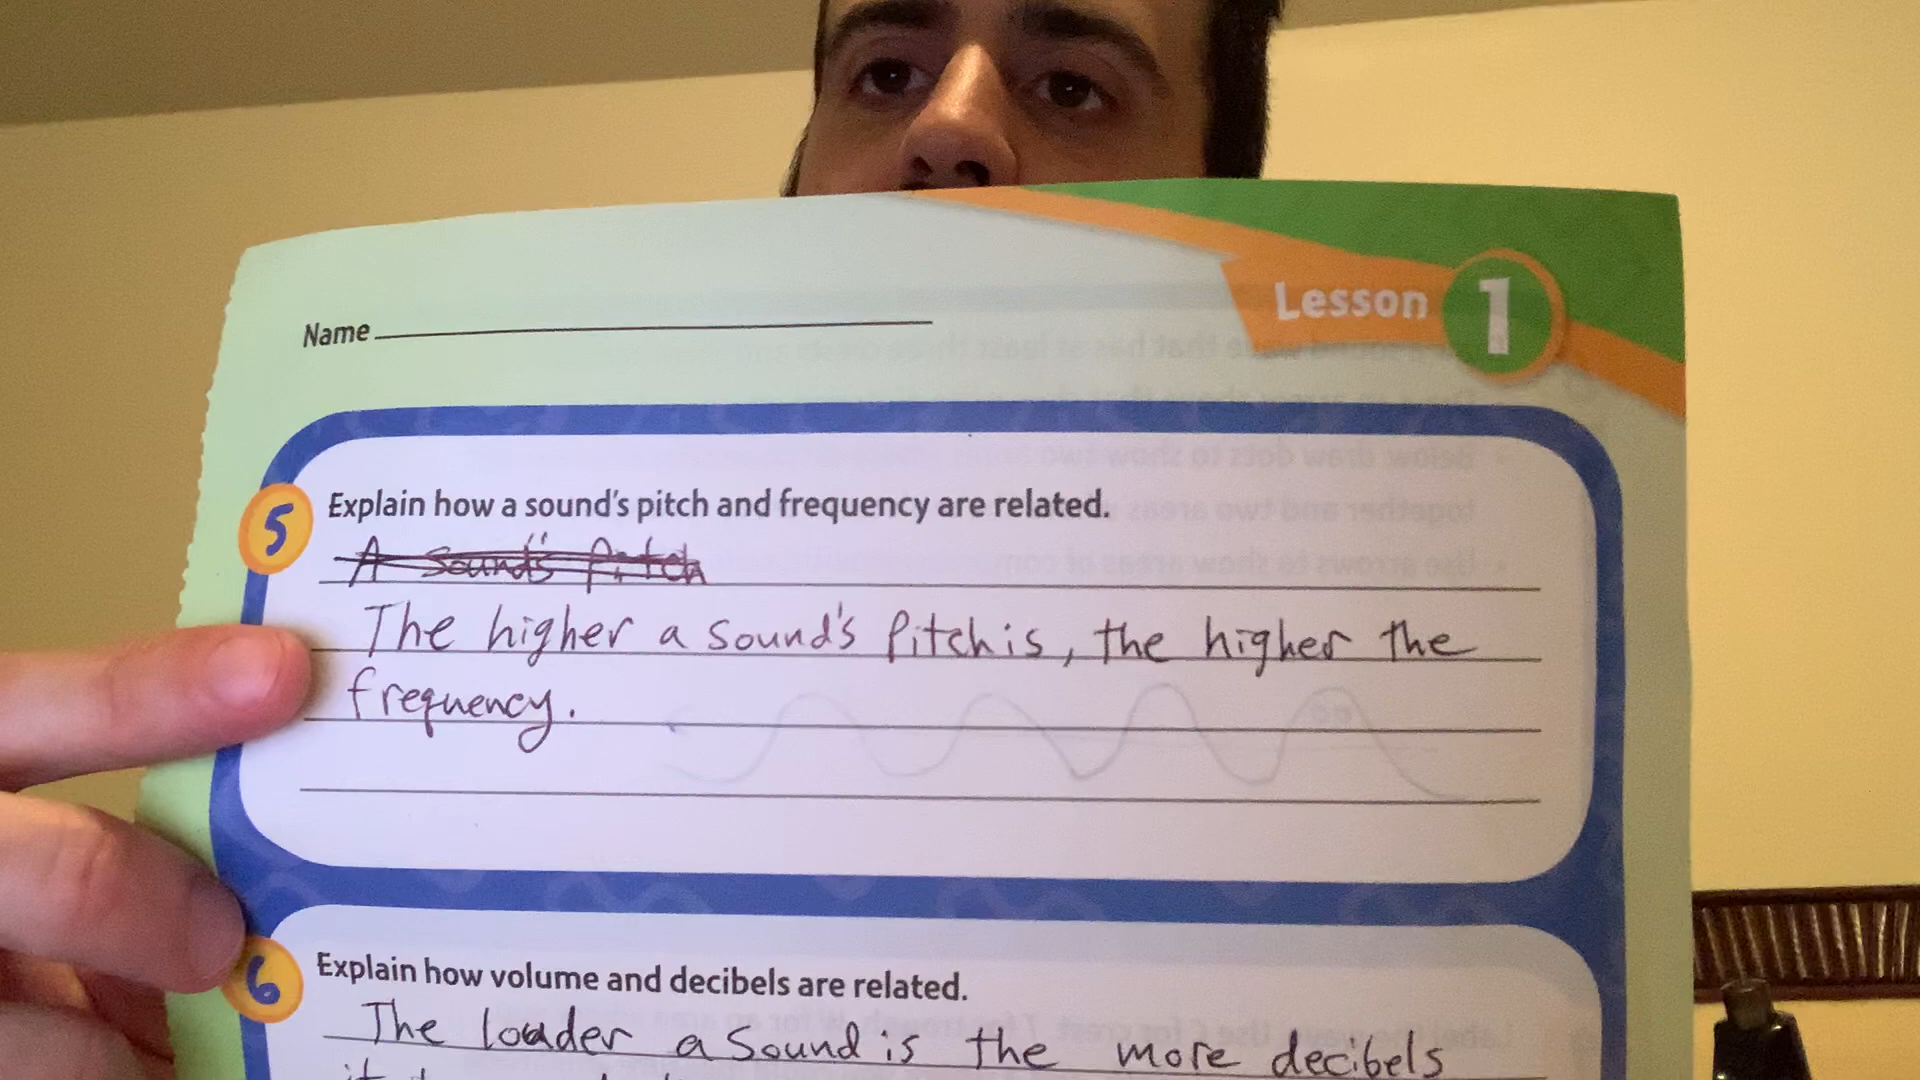 Lesson 1
Name
5 Explain how a sound's pitch and frequency are related.
A sound's pitch
The higher a sound's pitch is, the higher the
frequency.
6 Explain how volume and decibels are related.
The louder a sound is the more decibels